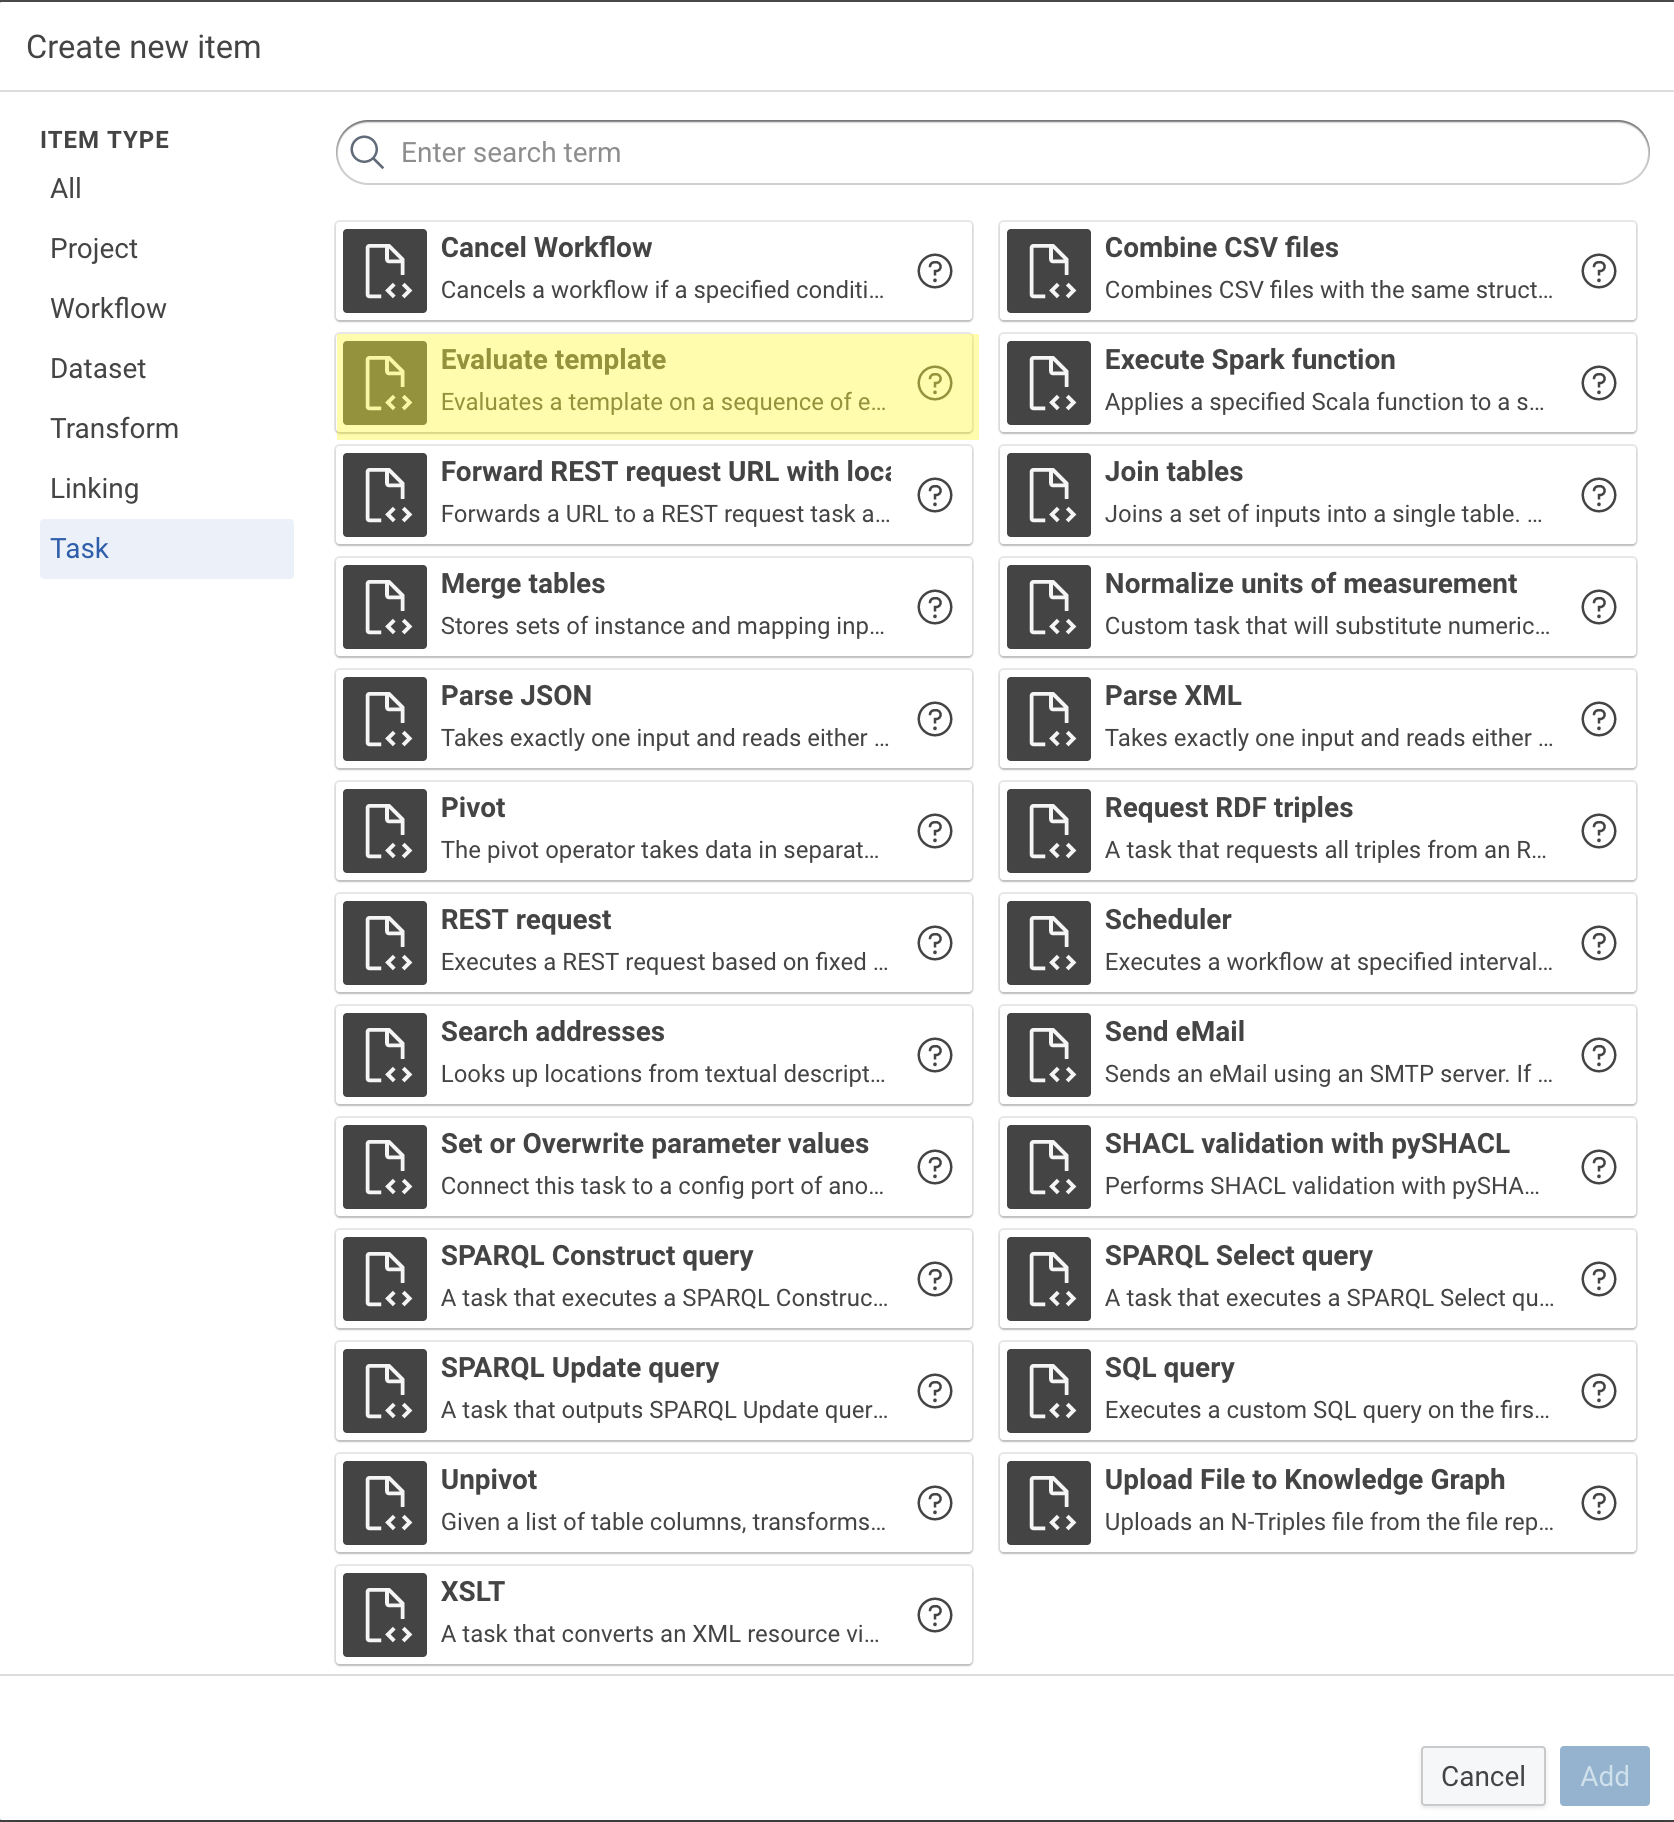 Create new item
ITEM TYPE
All
Project
Workflow
Dataset
Transform
Linking
Task
Enter search term
Cancel Workflow
Cancels a workflow if a specified conditi...
Combine CSV files
Combines CSV files with the same struct...
Evaluate template
Evaluates a template on a sequence of e...
Execute Spark function
Applies a specified Scala function to a s...
Forward REST request URL with loca
Forwards a URL to a REST request task a...
Join tables
Joins a set of inputs into a single table. ...
Merge tables
Stores sets of instance and mapping inp...
Normalize units of measurement
Custom task that will substitute numeric...
Parse JSON
Takes exactly one input and reads either ...
Parse XML
Takes exactly one input and reads either ...
Pivot
The pivot operator takes data in separat...
Request RDF triples
A task that requests all triples from an R...
REST request
Executes a REST request based on fixed ...
Scheduler
Executes a workflow at specified interval...
Search addresses
Looks up locations from textual descript...
Send eMail
Sends an eMail using an SMTP server. If ...
Set or Overwrite parameter values
Connect this task to a config port of ano...
SHACL validation with pySHACL
Performs SHACL validation with pySHA...
SPARQL Construct query
A task that executes a SPARQL Construc...
SPARQL Select query
A task that executes a SPARQL Select qu...
SPARQL Update query
A task that outputs SPARQL Update quer...
SQL query
Executes a custom SQL query on the firs...
Unpivot
Given a list of table columns, transforms...
Upload File to Knowledge Graph
Uploads an N-Triples file from the file rep...
XSLT
A task that converts an XML resource vi...
Cancel
Add